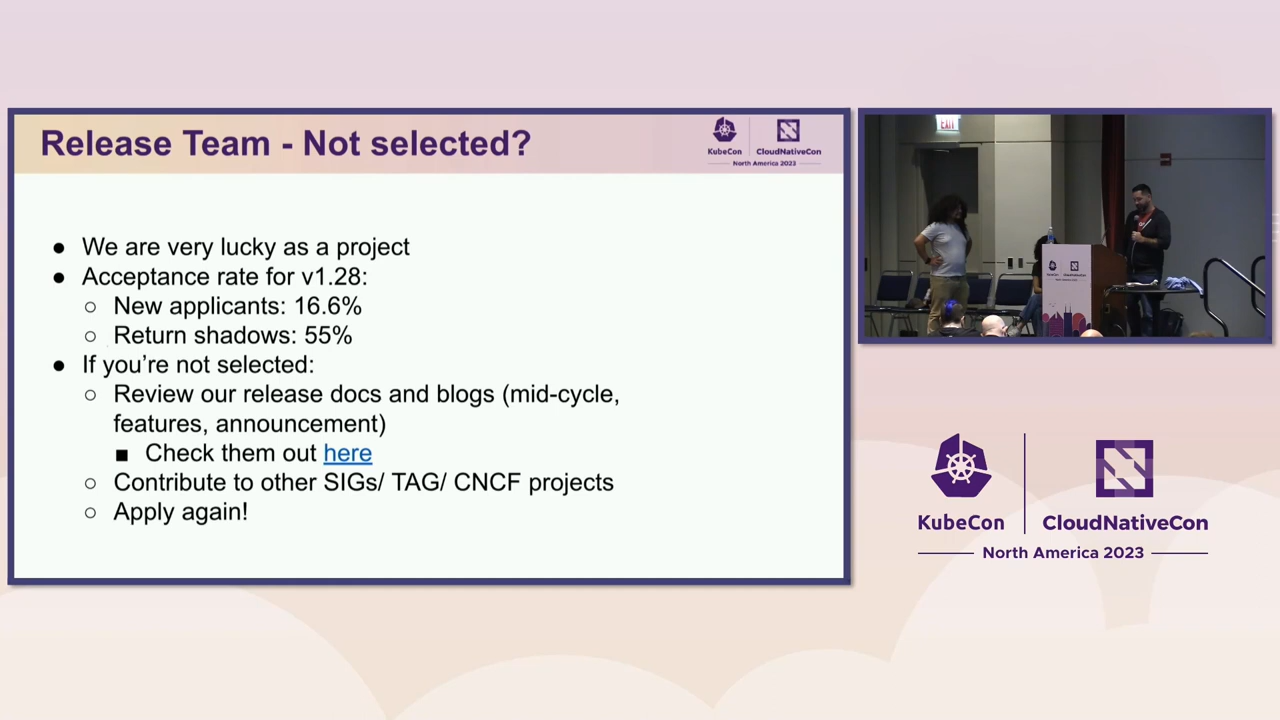 Release Team - Not selected?
KubeCon
CloudNativeCon
North America 2023
● We are very lucky as a project
● Acceptance rate for v1.28:
○ New applicants: 16.6%
○ Return shadows: 55%
● If you’re not selected:
○ Review our release docs and blogs (mid-cycle,
features, announcement)
■ Check them out here
○ Contribute to other SIGs/ TAG/ CNCF projects
○ Apply again!
EXIT
KubeCon
CloudNativeCon
North America 2023